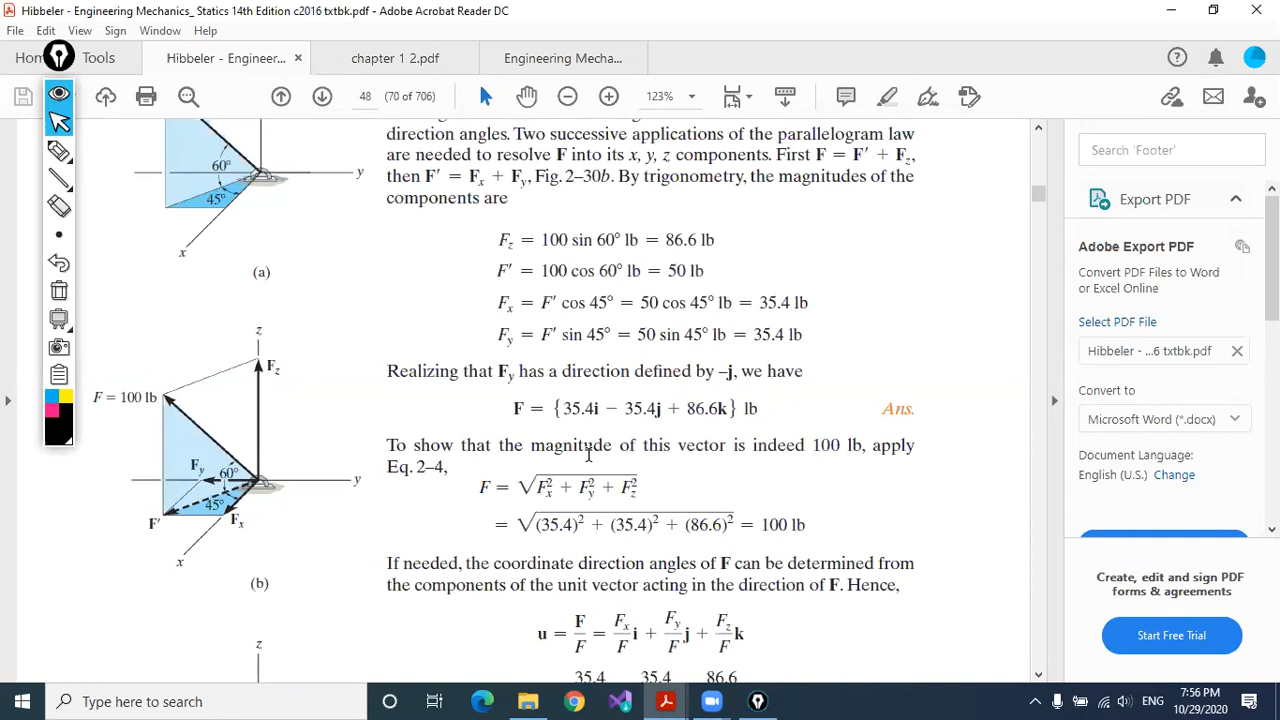 Hibbeler - Engineering Mechanics_ Statics 14th Edition c2016 txtbk.pdf - Adobe Acrobat Reader DC
File Edit View Sign Window Help
Hom Tools Hibbeler - Engineer... chapter 1 2.pdf Engineering Mecha...
48 (70 of 706) 123%
direction angles. Two successive applications of the parallelogram law
are needed to resolve F into its x, y, z components. First F = F′ + Fz,
then F′ = Fx + Fy, Fig. 2–30b. By trigonometry, the magnitudes of the
components are
Fz = 100 sin 60° lb = 86.6 lb
F′ = 100 cos 60° lb = 50 lb
Fx = F′ cos 45° = 50 cos 45° lb = 35.4 lb
Fy = F′ sin 45° = 50 sin 45° lb = 35.4 lb
Realizing that Fy has a direction defined by –j, we have
F = {35.4i − 35.4j + 86.6k} lb Ans.
To show that the magnitude of this vector is indeed 100 lb, apply
Eq. 2–4,
F = √Fx² + Fy² + Fz²
= √(35.4)² + (35.4)² + (86.6)² = 100 lb
If needed, the coordinate direction angles of F can be determined from
the components of the unit vector acting in the direction of F. Hence,
u = F/F = Fx/F i + Fy/F j + Fz/F k
35.4 35.4 86.6
60°
y
45°
x
(a)
z
Fz
F = 100 lb
Fy 60°
y
45°
F′ Fx
x
(b)
z
Search 'Footer'
Export PDF
Adobe Export PDF
Convert PDF Files to Word
or Excel Online
Select PDF File
Hibbeler - ...6 txtbk.pdf
Convert to
Microsoft Word (*.docx)
Document Language:
English (U.S.) Change
Create, edit and sign PDF
forms & agreements
Start Free Trial
Type here to search
ENG
7:56 PM
10/29/2020